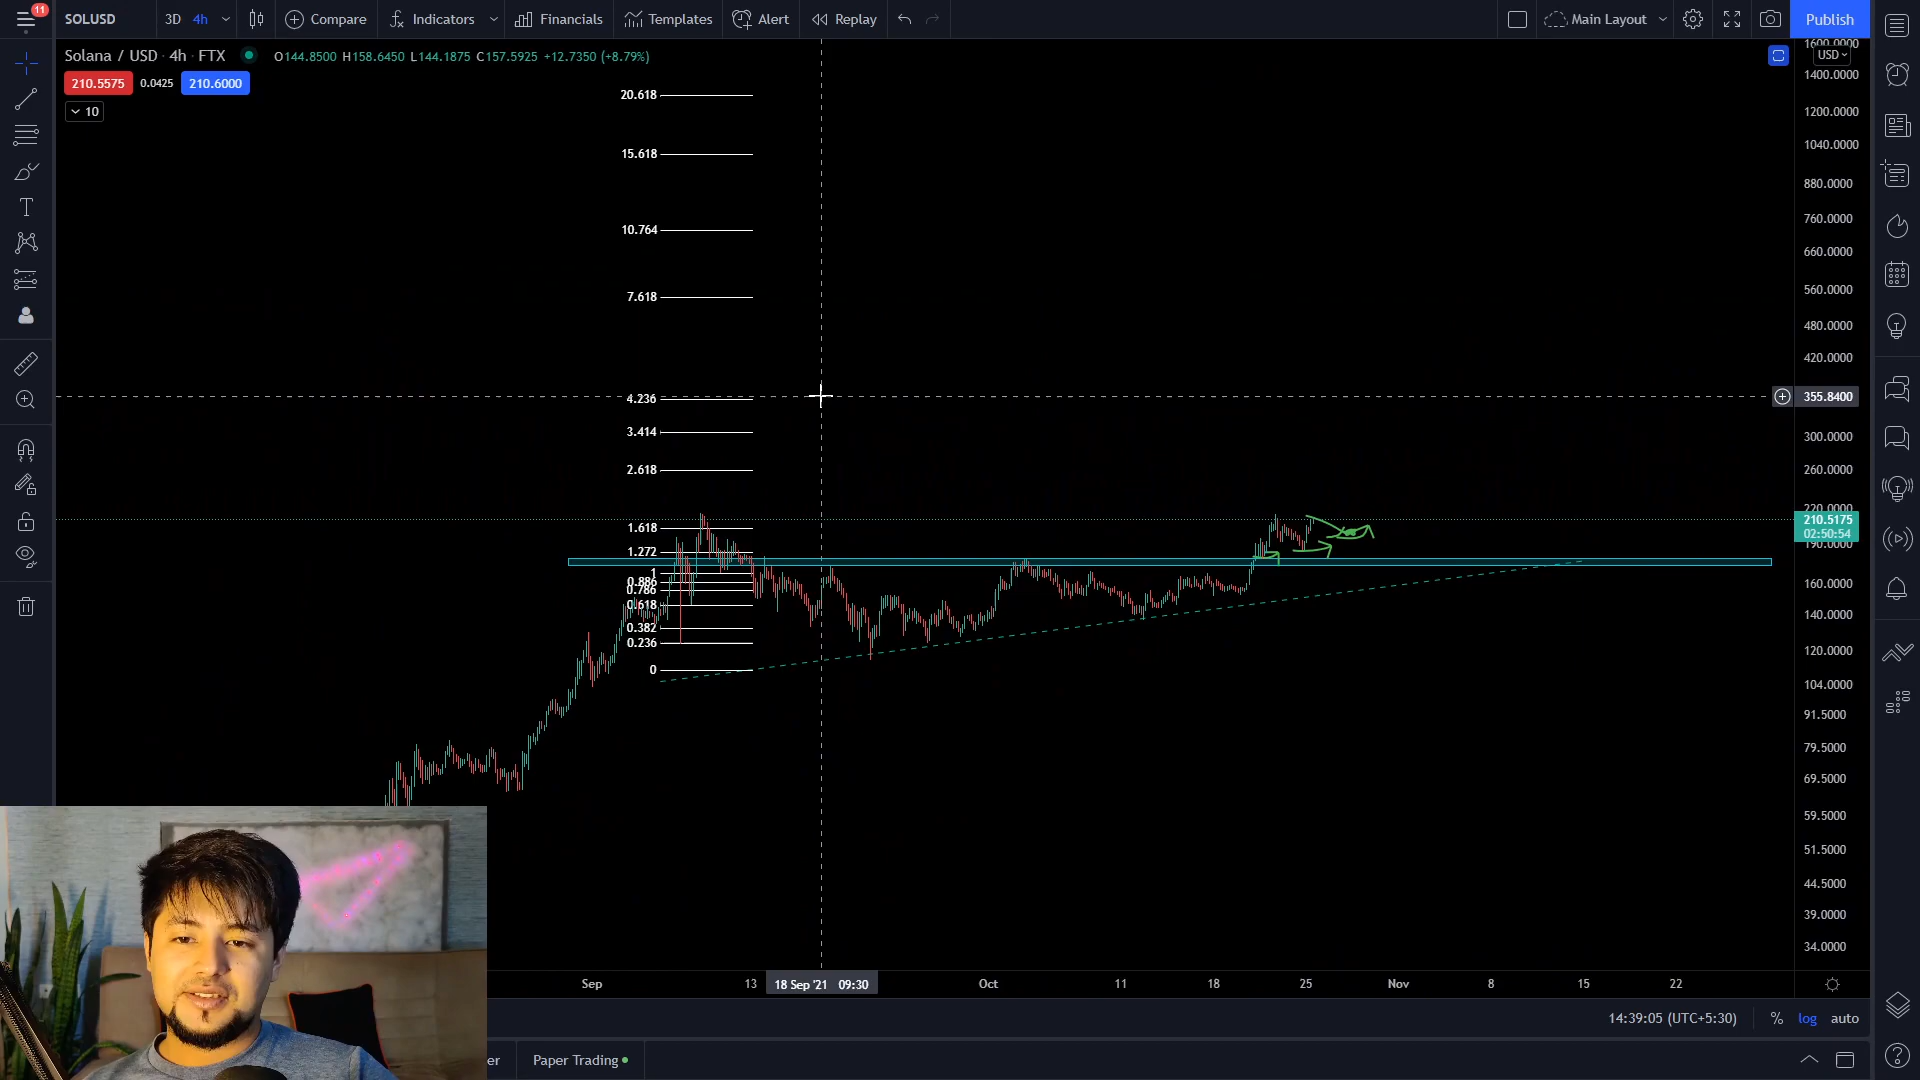 11
SOLUSD
3D 4h
Compare
Indicators
Financials
Templates
Alert
Replay
Main Layout
Publish
Solana / USD · 4h · FTX
O144.8500 H158.6450 L144.1875 C157.5925 +12.7350 (+8.79%)
210.5575 0.0425 210.6000
10
USD
1600.0000
1400.0000
1200.0000
1040.0000
880.0000
760.0000
660.0000
560.0000
480.0000
420.0000
355.8400
300.0000
260.0000
220.0000
210.5175
02:50:54
190.0000
160.0000
140.0000
120.0000
104.0000
91.5000
79.5000
69.5000
59.5000
51.5000
44.5000
39.0000
34.0000
20.618
15.618
10.764
7.618
4.236
3.414
2.618
1.618
1.272
1
0.886
0.786
0.618
0.382
0.236
0
Sep 13 18 Sep '21 09:30 Oct 11 18 25 Nov 8 15 22
14:39:05 (UTC+5:30) % log auto
er Paper Trading